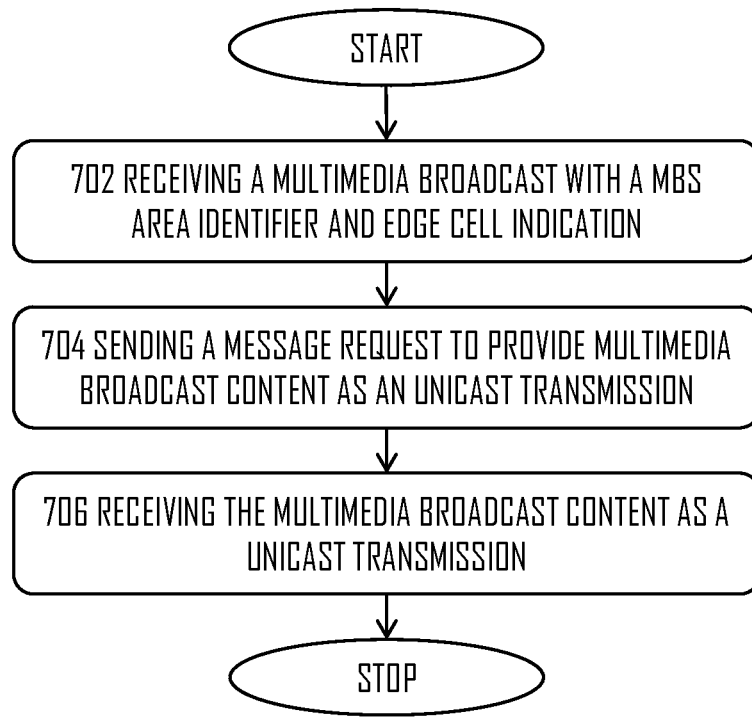 START
702 RECEIVING A MULTIMEDIA BROADCAST WITH A MBS
AREA IDENTIFIER AND EDGE CELL INDICATION
704 SENDING A MESSAGE REQUEST TO PROVIDE MULTIMEDIA
BROADCAST CONTENT AS AN UNICAST TRANSMISSION
706 RECEIVING THE MULTIMEDIA BROADCAST CONTENT AS A
UNICAST TRANSMISSION
STOP